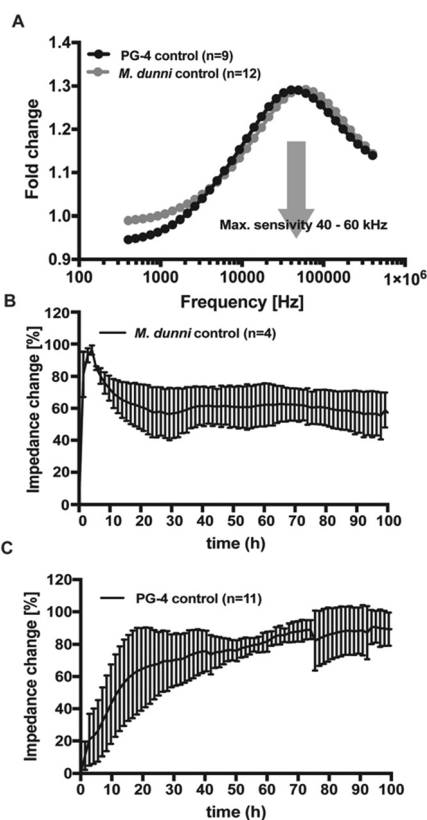 A
PG-4 control (n=9)
M. dunni control (n=12)
Fold change
1.4
1.3
1.2
1.1
1.0
0.9
Max. sensivity 40 - 60 kHz
100 1000 10000 100000 1×10⁶
Frequency [Hz]
B
Impedance change [%]
M. dunni control (n=4)
120
100
80
60
40
20
0
0 10 20 30 40 50 60 70 80 90 100
time (h)
C
Impedance change [%]
PG-4 control (n=11)
120
100
80
60
40
20
0
0 10 20 30 40 50 60 70 80 90 100
time (h)